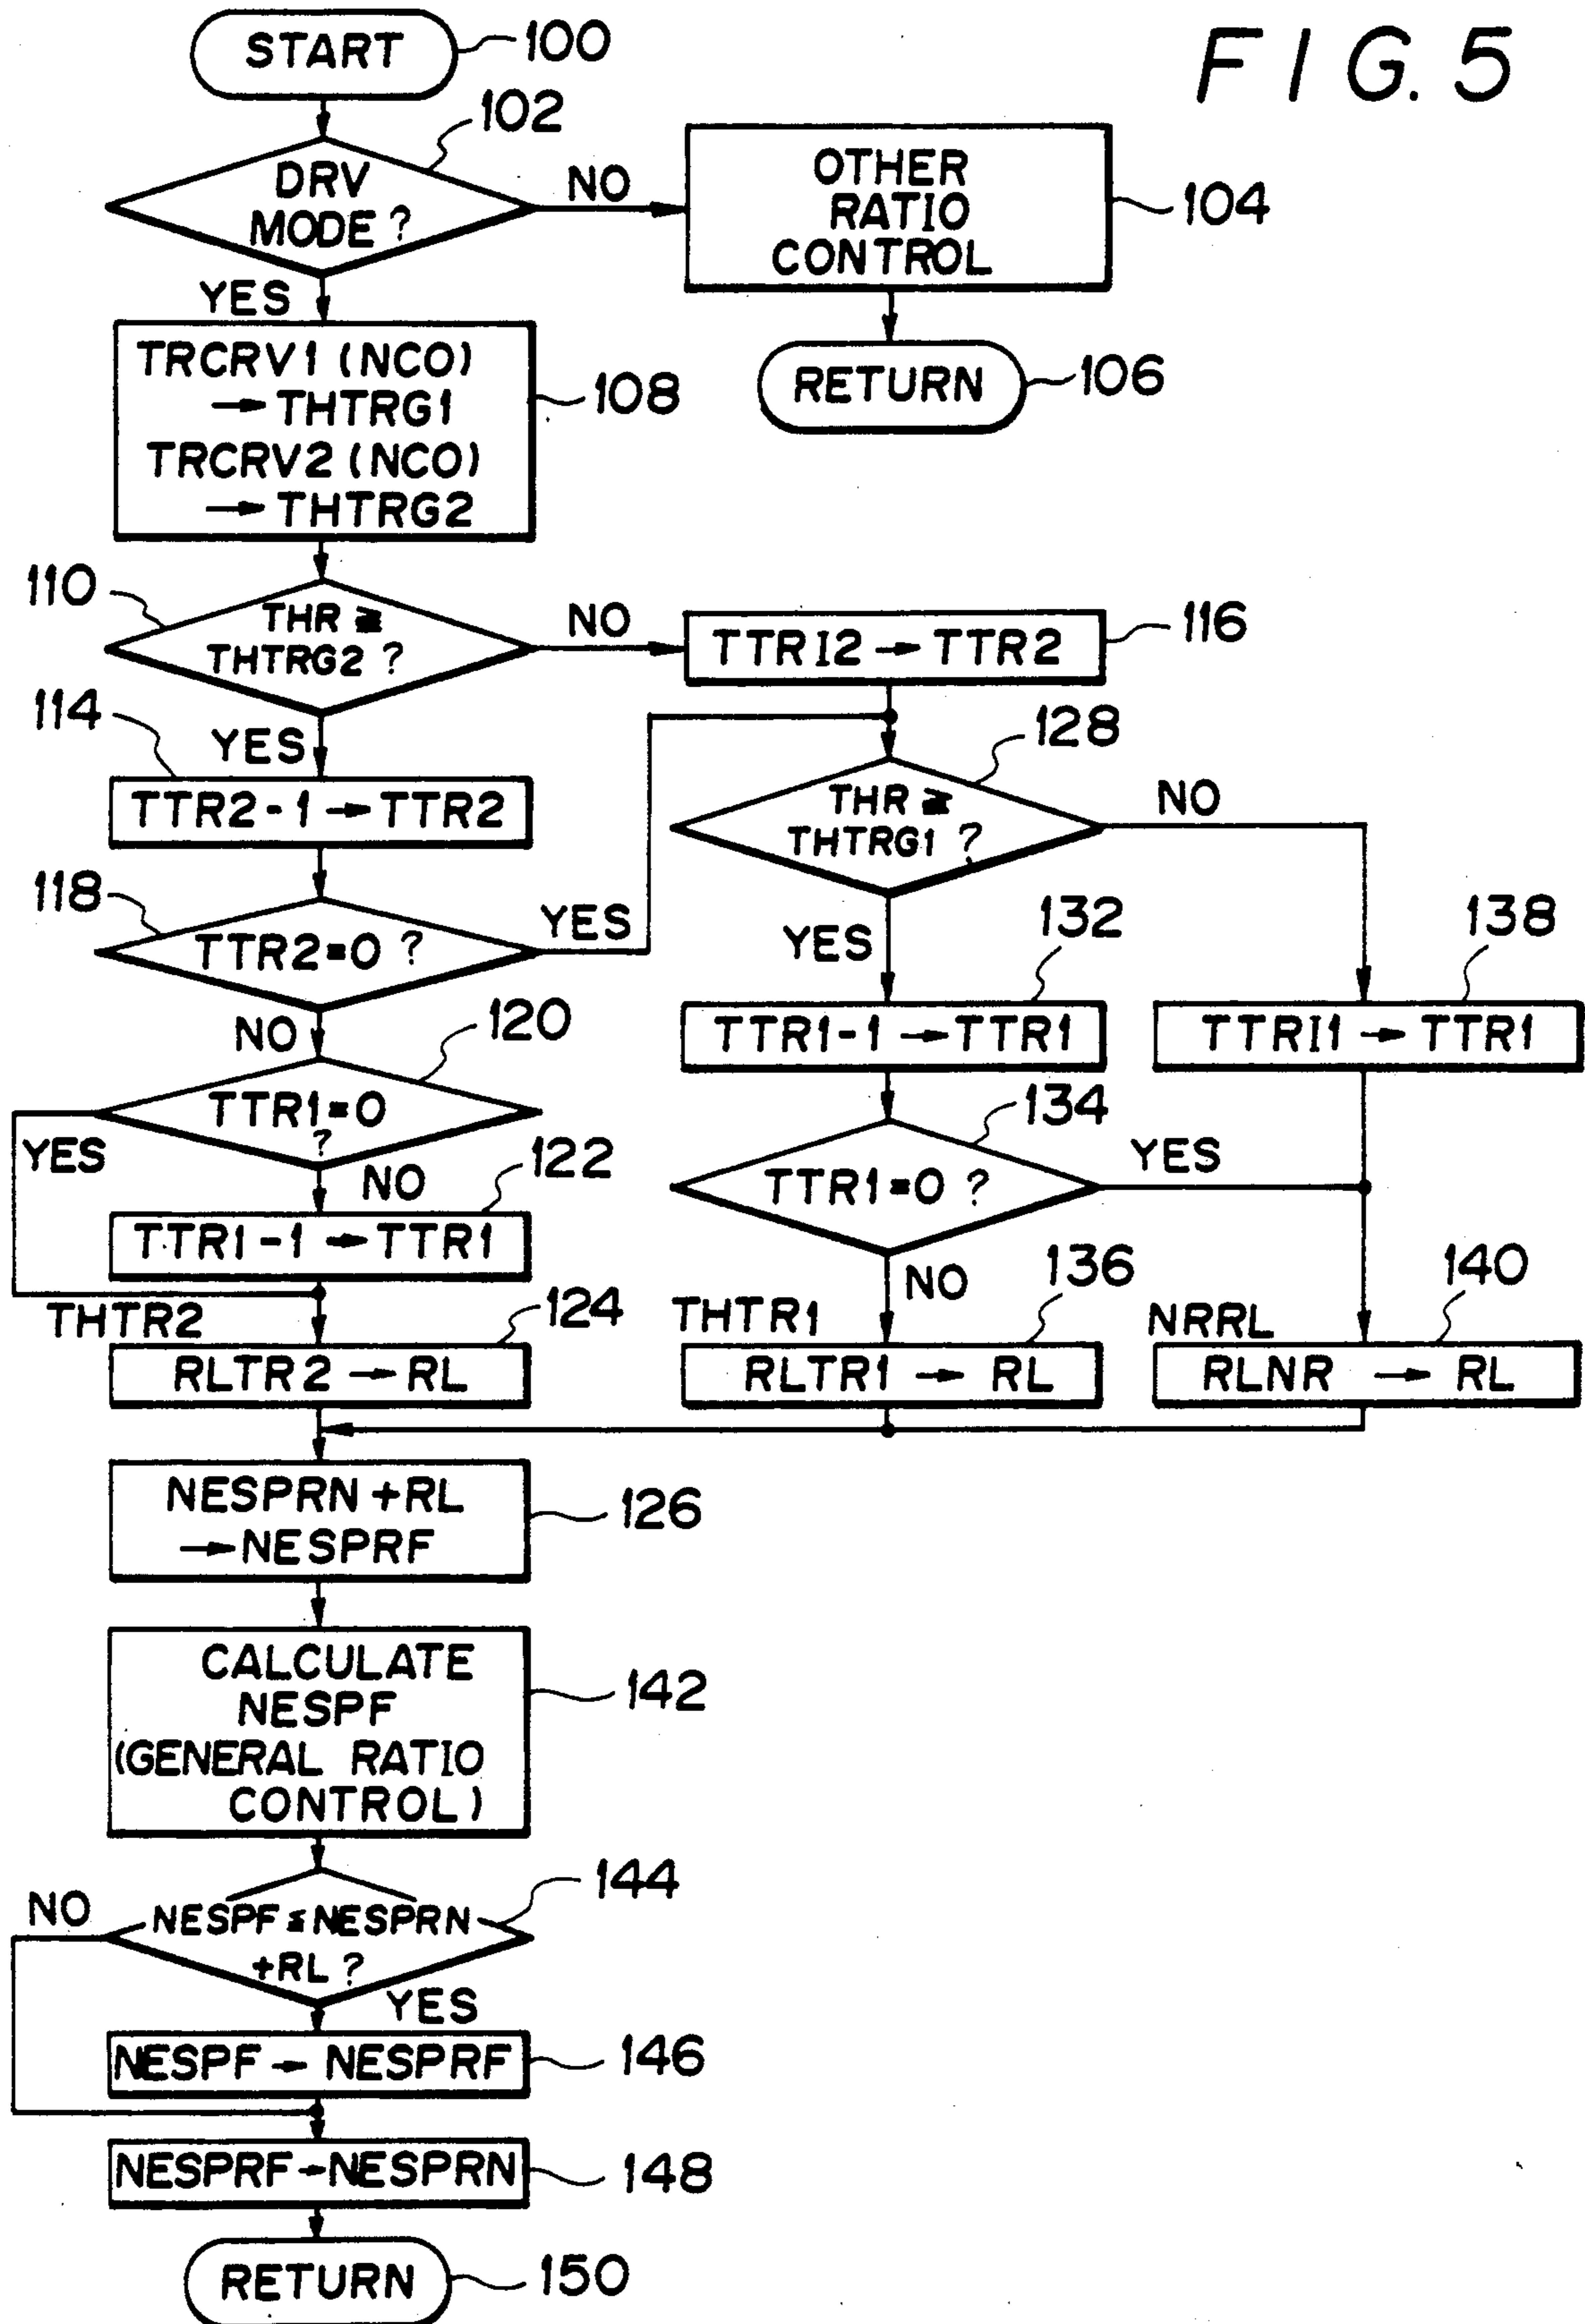 FIG. 5
START
100
102
DRV
MODE?
NO
OTHER
RATIO
CONTROL
104
YES
RETURN
106
TRCRV1 (NCO)
→ THTRG1
TRCRV2 (NCO)
→ THTRG2
108
110
THR ≧
THTRG2 ?
NO
TTRI2 → TTR2
116
114
YES
TTR2-1 → TTR2
128
THR ≧
THTRG1 ?
NO
118
TTR2=0 ?
YES
YES
132
138
NO
120
TTR1-1 → TTR1
TTRI1 → TTR1
TTR1=0
?
YES
134
NO
122
TTR1=0 ?
YES
TTR1-1 → TTR1
NO
136
140
THTR2
124
THTR1
NRRL
RLTR2 → RL
RLTR1 → RL
RLNR → RL
NESPRN +RL
→ NESPRF
126
CALCULATE
NESPF
(GENERAL RATIO
CONTROL)
142
144
NO
NESPF ≦ NESPRN
+RL ?
YES
NESPF → NESPRF
146
NESPRF → NESPRN
148
RETURN
150